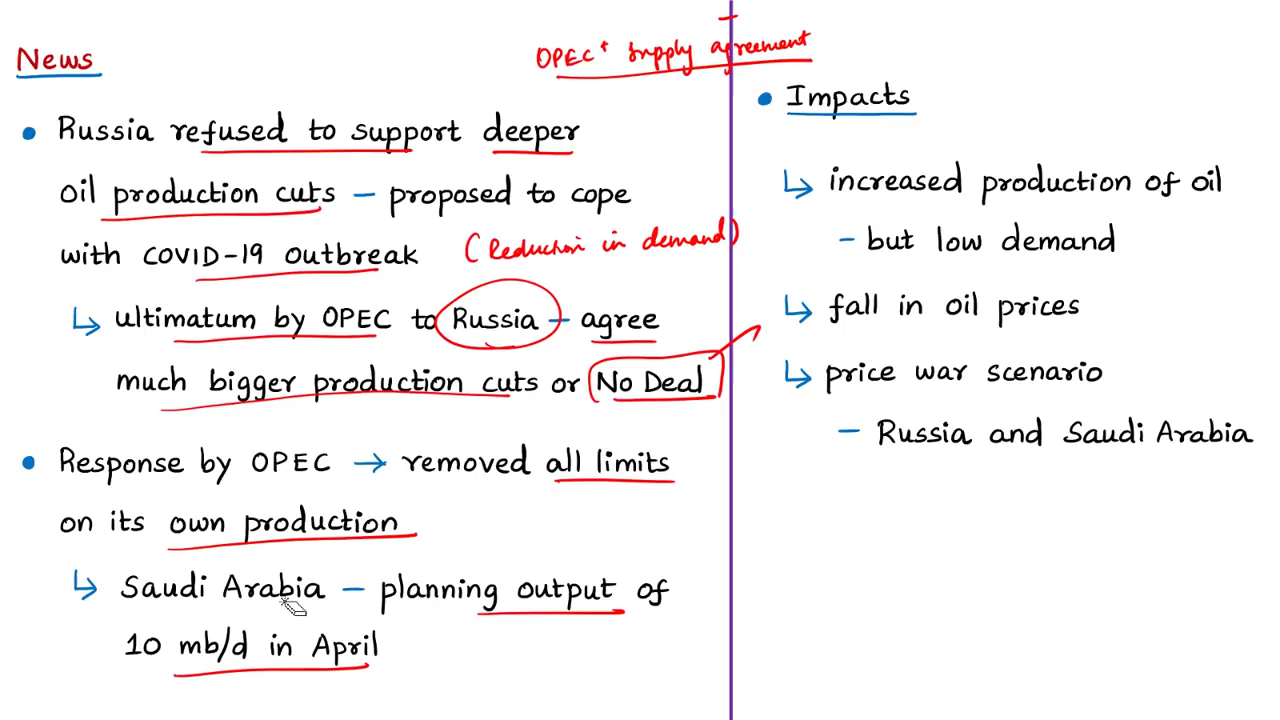 News
OPEC+ supply agreement
• Russia refused to support deeper
oil production cuts – proposed to cope
with COVID-19 outbreak (Reduction in demand)
↳ ultimatum by OPEC to Russia – agree
much bigger production cuts or No Deal
• Response by OPEC → removed all limits
on its own production
↳ Saudi Arabia – planning output of
10 mb/d in April
• Impacts
↳ increased production of oil
– but low demand
↳ fall in oil prices
↳ price war scenario
– Russia and Saudi Arabia